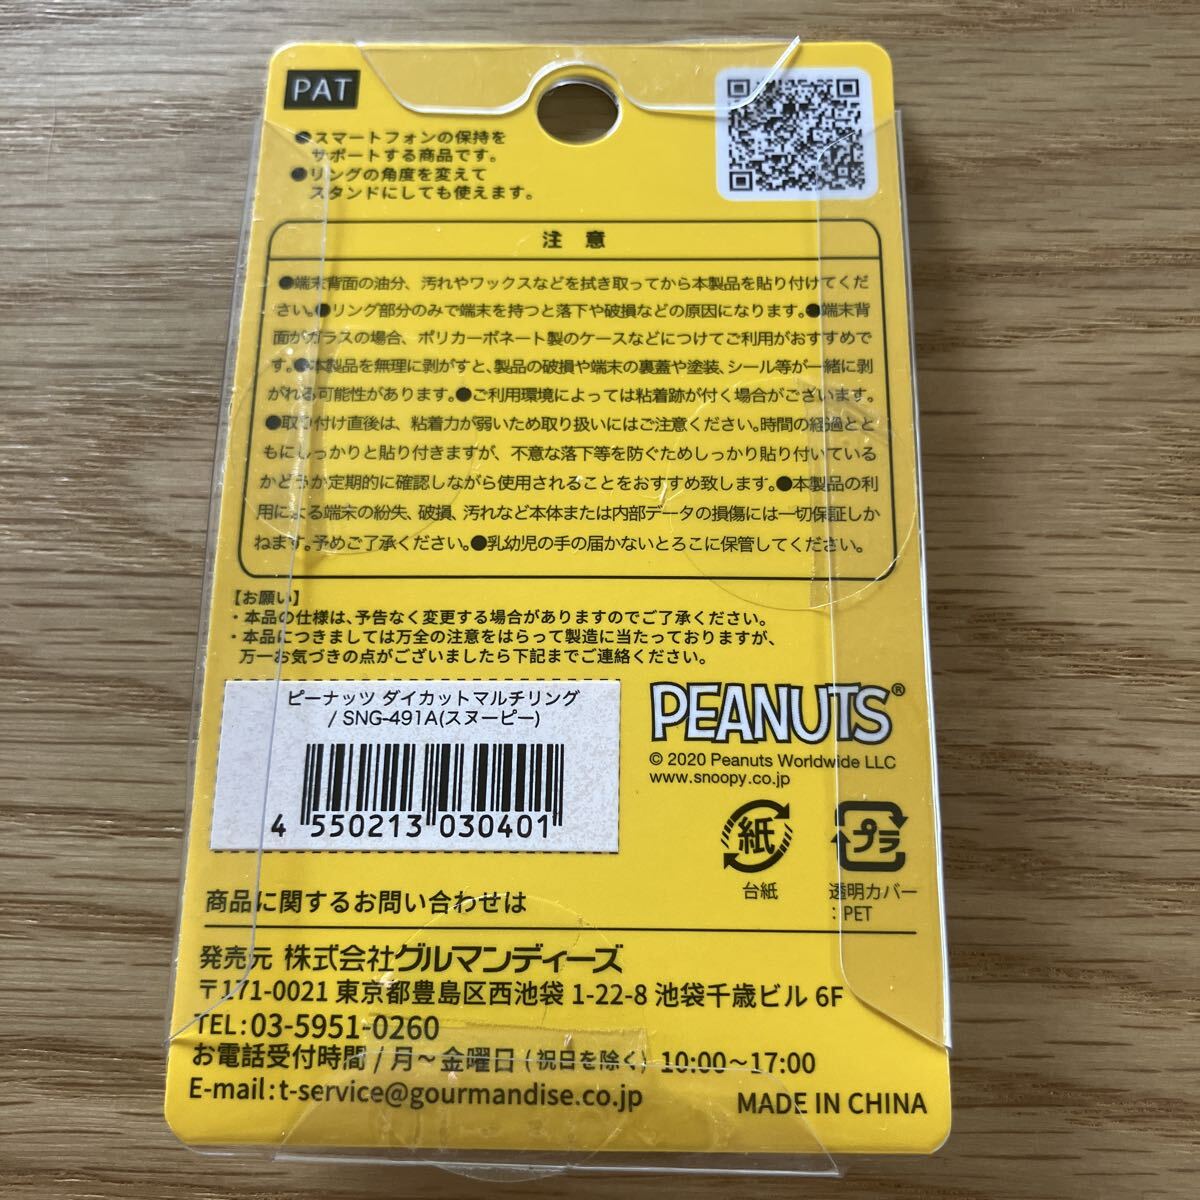 PAT
●スマートフォンの保持を
サポートする商品です。
●リングの角度を変えて
スタンドにしても使えます。
注 意
●端末背面の油分、汚れやワックスなどを拭き取ってから本製品を貼り付けてくだ
さい。●リング部分のみで端末を持つと落下や破損などの原因になります。●端末背
面がガラスの場合、ポリカーボネート製のケースなどにつけてご利用がおすすめで
す。●本製品を無理に剥がすと、製品の破損や端末の裏蓋や塗装、シール等が一緒に剥
がれる可能性があります。●ご利用環境によっては粘着跡が付く場合がございます。
●取り付け直後は、粘着力が弱いため取り扱いにはご注意ください。時間の経過とと
もにしっかりと貼り付きますが、不意な落下等を防ぐためしっかり貼り付いている
かどうか定期的に確認しながら使用されることをおすすめ致します。●本製品の利
用による端末の紛失、破損、汚れなど本体または内部データの損傷には一切保証しか
ねます。予めご了承ください。●乳幼児の手の届かないところに保管してください。
【お願い】
・本品の仕様は、予告なく変更する場合がありますのでご了承ください。
・本品につきましては万全の注意をはらって製造に当たっておりますが、
万一お気づきの点がございましたら下記までご連絡ください。
ピーナッツ ダイカットマルチリング
/ SNG-491A(スヌーピー)
4 550213 030401
PEANUTS®
© 2020 Peanuts Worldwide LLC
www.snoopy.co.jp
紙
台紙
プラ
透明カバー
:PET
商品に関するお問い合わせは
発売元 株式会社グルマンディーズ
〒171-0021 東京都豊島区西池袋 1-22-8 池袋千歳ビル 6F
TEL:03-5951-0260
お電話受付時間/月〜金曜日(祝日を除く) 10:00〜17:00
E-mail:t-service@gourmandise.co.jp
MADE IN CHINA